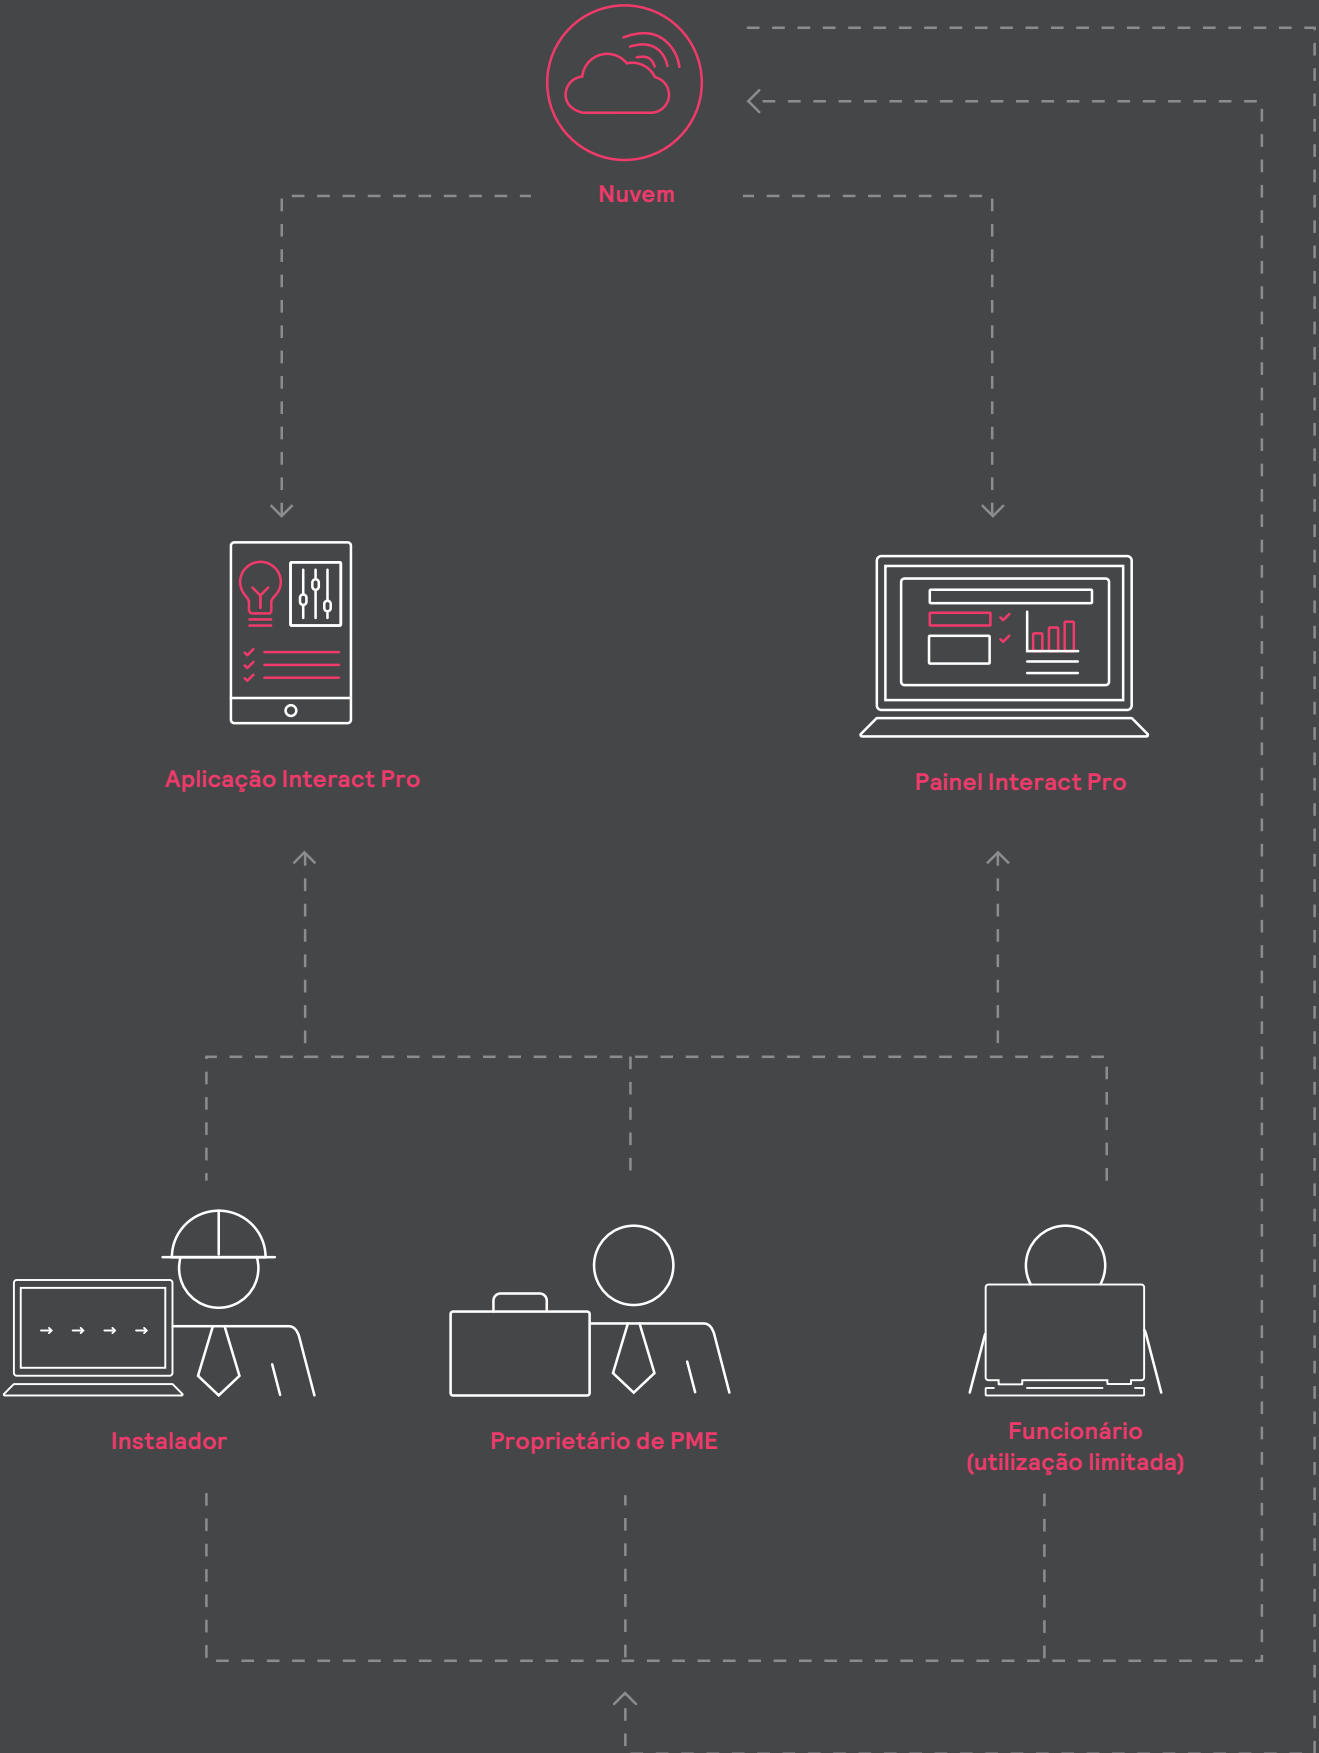 Nuvem
Aplicação Interact Pro
Painel Interact Pro
Instalador
Proprietário de PME
Funcionário
(utilização limitada)